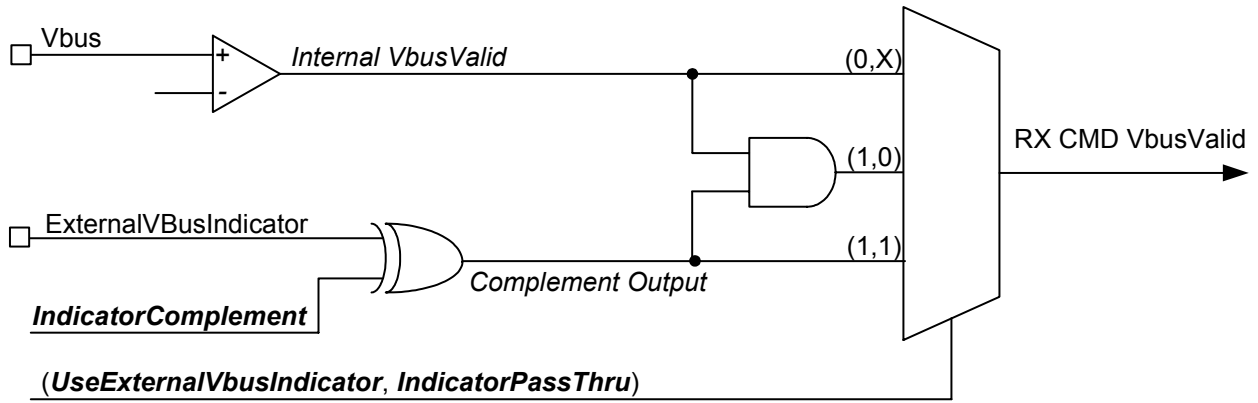 Vbus
+
-
Internal VbusValid
(0,X)
(1,0)
RX CMD VbusValid
ExternalVBusIndicator
(1,1)
Complement Output
IndicatorComplement
(UseExternalVbusIndicator, IndicatorPassThru)